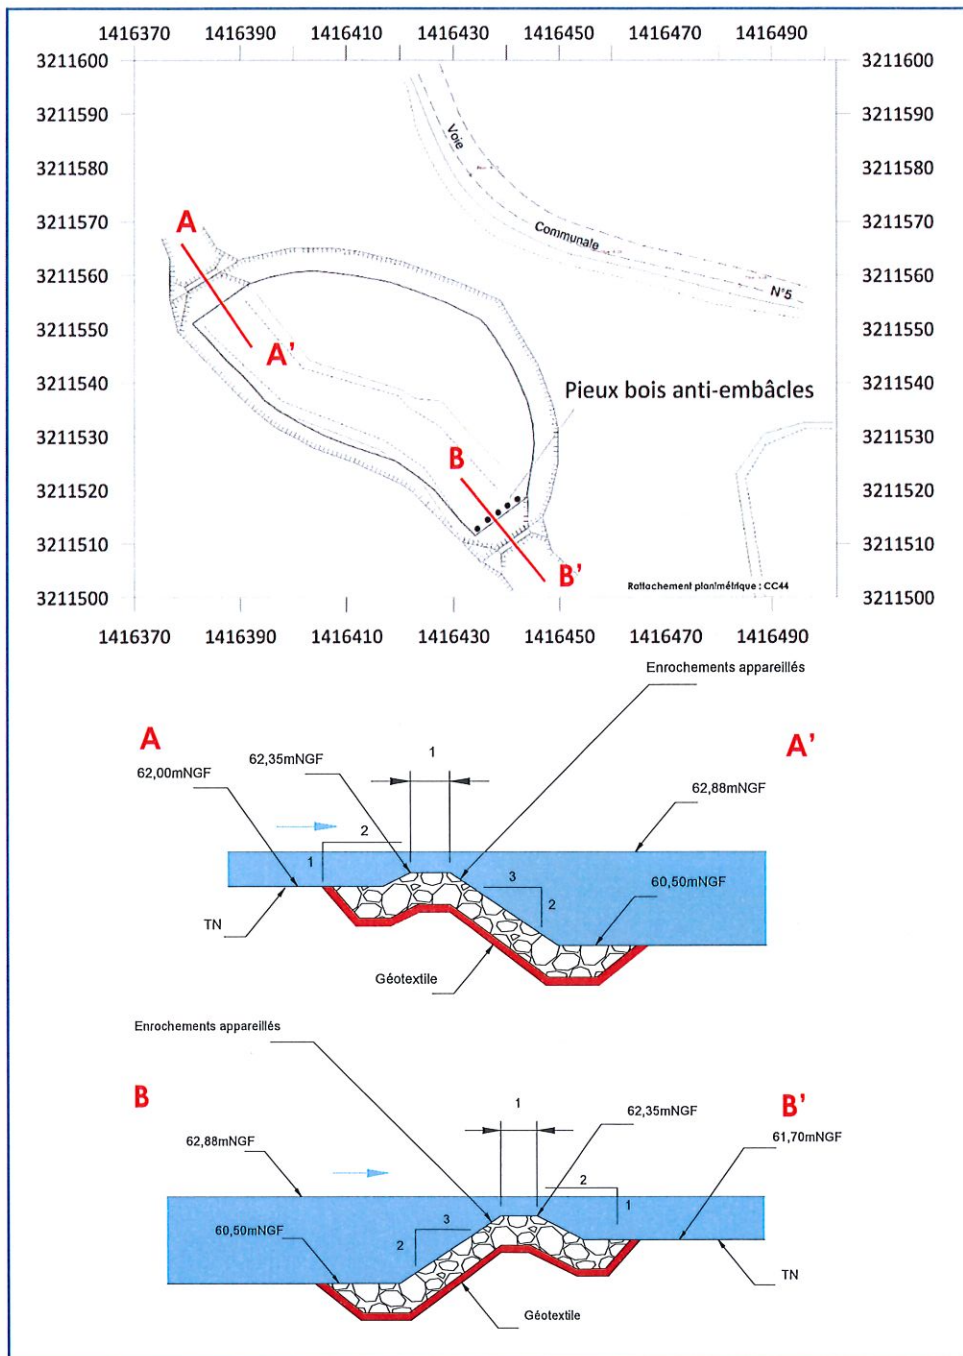 1416370 1416390 1416410 1416430 1416450 1416470 1416490
3211600 3211600
3211590 3211590
3211580 3211580
3211570 3211570
3211560 3211560
3211550 3211550
3211540 3211540
3211530 3211530
3211520 3211520
3211510 3211510
3211500 3211500
Voie
Communale
N°5
A
A'
Pieux bois anti-embâcles
B
B'
Rattachement planimétrique : CC44
1416370 1416390 1416410 1416430 1416450 1416470 1416490
Enrochements appareillés
A
A'
62,00mNGF
62,35mNGF
1
62,88mNGF
2
1
3
2
60,50mNGF
TN
Géotextile
Enrochements appareillés
B
B'
1
62,35mNGF
62,88mNGF
61,70mNGF
2
1
60,50mNGF
3
2
TN
Géotextile